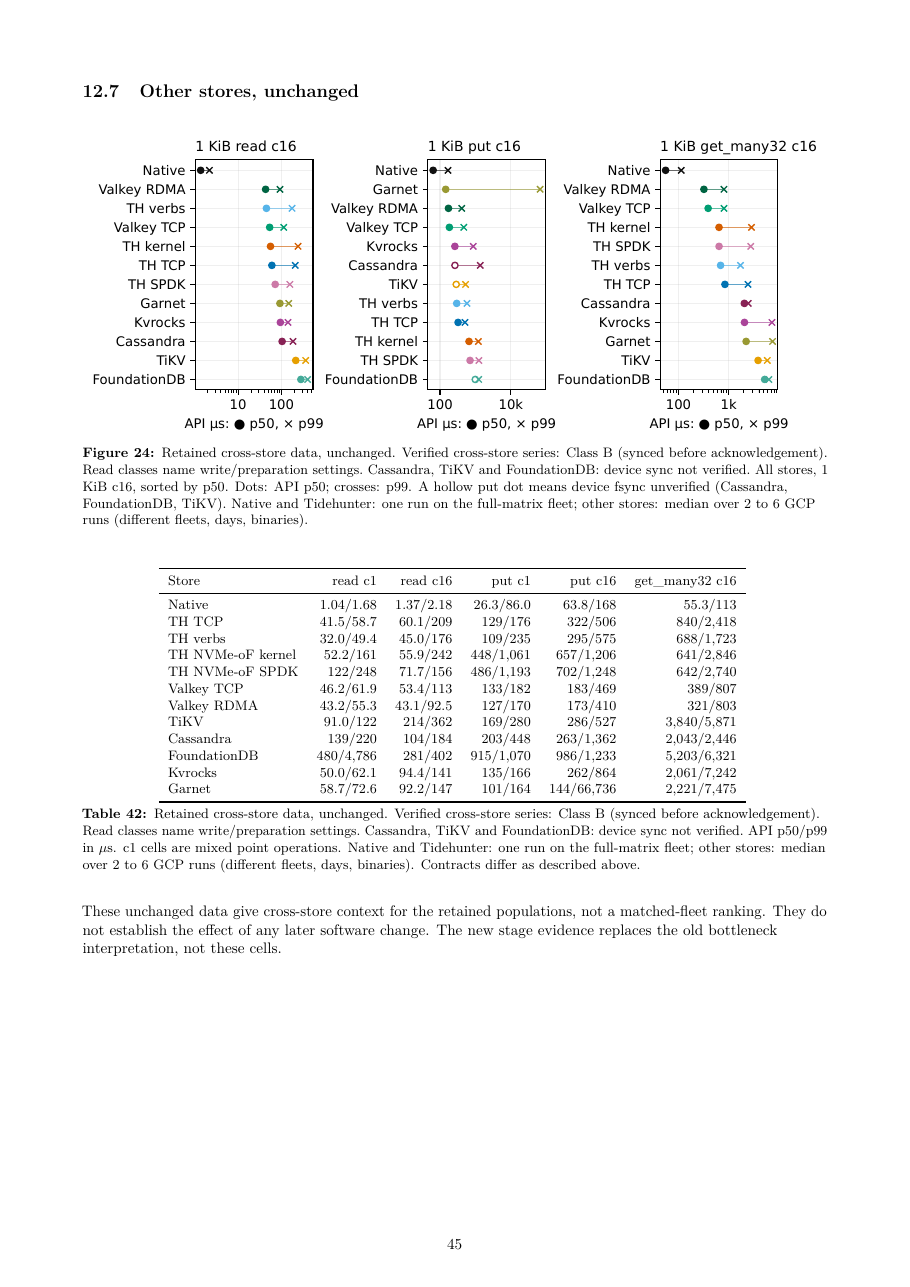 12.7 Other stores, unchanged
1 KiB read c16
Native
Valkey RDMA
TH verbs
Valkey TCP
TH kernel
TH TCP
TH SPDK
Garnet
Kvrocks
Cassandra
TiKV
FoundationDB
10 100
API µs: ● p50, × p99
1 KiB put c16
Native
Garnet
Valkey RDMA
Valkey TCP
Kvrocks
Cassandra
TiKV
TH verbs
TH TCP
TH kernel
TH SPDK
FoundationDB
100 10k
API µs: ● p50, × p99
1 KiB get_many32 c16
Native
Valkey RDMA
Valkey TCP
TH kernel
TH SPDK
TH verbs
TH TCP
Cassandra
Kvrocks
Garnet
TiKV
FoundationDB
100 1k
API µs: ● p50, × p99
Figure 24: Retained cross-store data, unchanged. Verified cross-store series: Class B (synced before acknowledgement).
Read classes name write/preparation settings. Cassandra, TiKV and FoundationDB: device sync not verified. All stores, 1
KiB c16, sorted by p50. Dots: API p50; crosses: p99. A hollow put dot means device fsync unverified (Cassandra,
FoundationDB, TiKV). Native and Tidehunter: one run on the full-matrix fleet; other stores: median over 2 to 6 GCP
runs (different fleets, days, binaries).
Store read c1 read c16 put c1 put c16 get_many32 c16
Native 1.04/1.68 1.37/2.18 26.3/86.0 63.8/168 55.3/113
TH TCP 41.5/58.7 60.1/209 129/176 322/506 840/2,418
TH verbs 32.0/49.4 45.0/176 109/235 295/575 688/1,723
TH NVMe-oF kernel 52.2/161 55.9/242 448/1,061 657/1,206 641/2,846
TH NVMe-oF SPDK 122/248 71.7/156 486/1,193 702/1,248 642/2,740
Valkey TCP 46.2/61.9 53.4/113 133/182 183/469 389/807
Valkey RDMA 43.2/55.3 43.1/92.5 127/170 173/410 321/803
TiKV 91.0/122 214/362 169/280 286/527 3,840/5,871
Cassandra 139/220 104/184 203/448 263/1,362 2,043/2,446
FoundationDB 480/4,786 281/402 915/1,070 986/1,233 5,203/6,321
Kvrocks 50.0/62.1 94.4/141 135/166 262/864 2,061/7,242
Garnet 58.7/72.6 92.2/147 101/164 144/66,736 2,221/7,475
Table 42: Retained cross-store data, unchanged. Verified cross-store series: Class B (synced before acknowledgement).
Read classes name write/preparation settings. Cassandra, TiKV and FoundationDB: device sync not verified. API p50/p99
in µs. c1 cells are mixed point operations. Native and Tidehunter: one run on the full-matrix fleet; other stores: median
over 2 to 6 GCP runs (different fleets, days, binaries). Contracts differ as described above.
These unchanged data give cross-store context for the retained populations, not a matched-fleet ranking. They do
not establish the effect of any later software change. The new stage evidence replaces the old bottleneck
interpretation, not these cells.
45